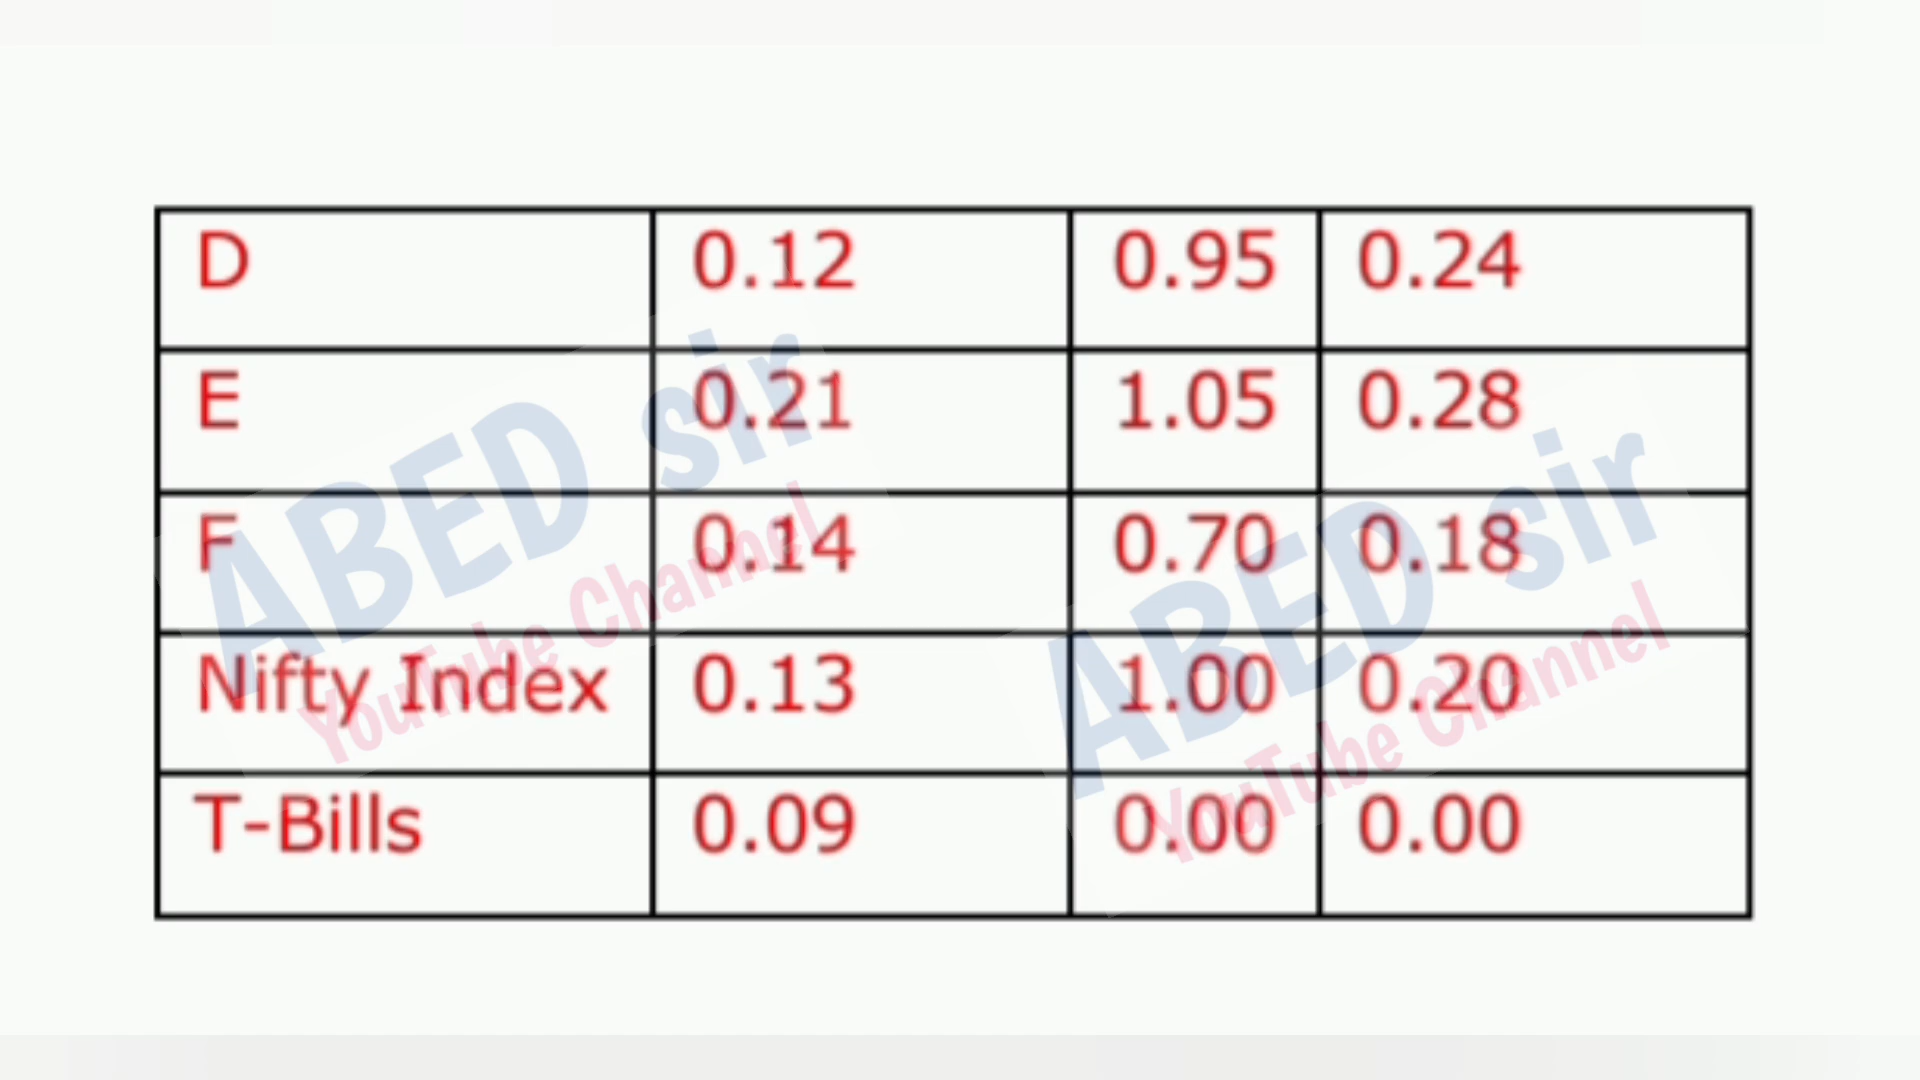 D 0.12 0.95 0.24
E 0.21 1.05 0.28
F 0.14 0.70 0.18
Nifty Index 0.13 1.00 0.20
T-Bills 0.09 0.00 0.00
ABED sir
YouTube Channel
ABED sir
YouTube Channel